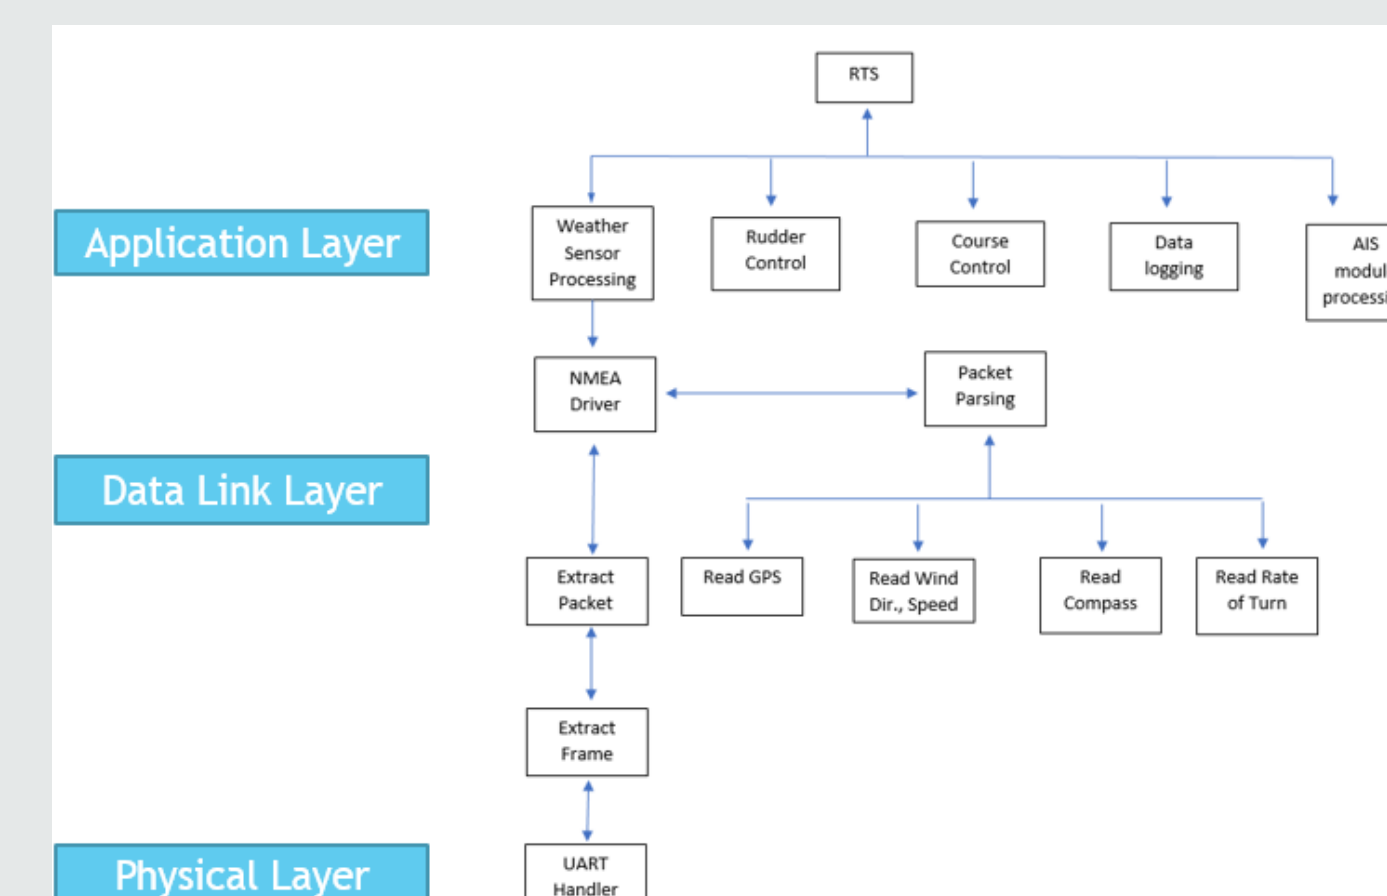 RTS
Application Layer
Weather
Sensor
Processing
Rudder
Control
Course
Control
Data
logging
AIS
modul
processi
NMEA
Driver
Packet
Parsing
Data Link Layer
Extract
Packet
Read GPS
Read Wind
Dir., Speed
Read
Compass
Read Rate
of Turn
Extract
Frame
Physical Layer
UART
Handler